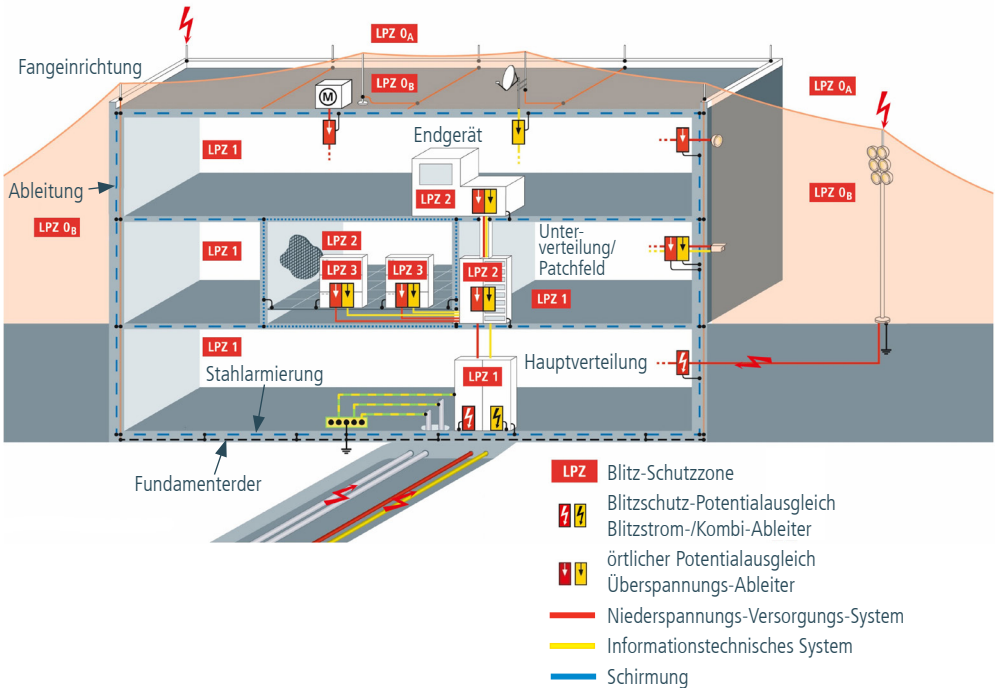 LPZ 0A
Fangeinrichtung
LPZ 0B
LPZ 0A
M
Endgerät
LPZ 1
Ableitung
LPZ 2
LPZ 0B
LPZ 0B
LPZ 1
LPZ 2
Unter-
verteilung/
Patchfeld
LPZ 3
LPZ 3
LPZ 2
LPZ 1
LPZ 1
Stahlarmierung
Hauptverteilung
LPZ 1
Fundamenterder
LPZ Blitz-Schutzzone
Blitzschutz-Potentialausgleich
Blitzstrom-/Kombi-Ableiter
örtlicher Potentialausgleich
Überspannungs-Ableiter
Niederspannungs-Versorgungs-System
Informationstechnisches System
Schirmung